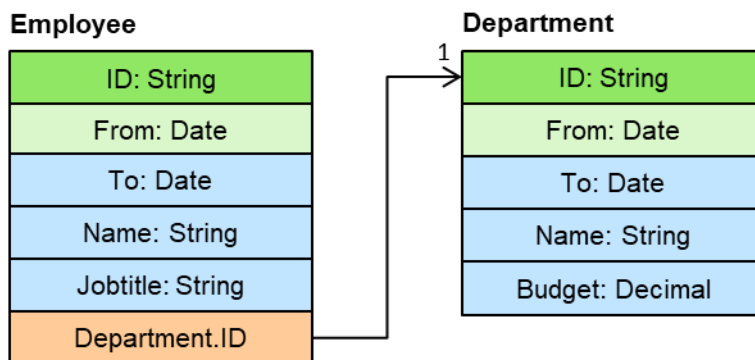 Employee
ID: String
From: Date
To: Date
Name: String
Jobtitle: String
Department.ID
1
Department
ID: String
From: Date
To: Date
Name: String
Budget: Decimal